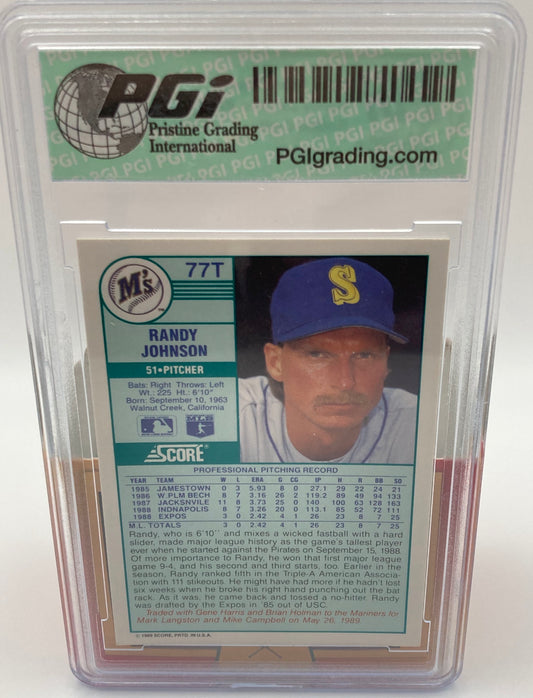 PGi
Pristine Grading
International
PGIgrading.com
M's
TM
77T
S
RANDY
JOHNSON
51•PITCHER
Bats: Right Throws: Left
Wt.: 225 Ht.: 6'10"
Born: September 10, 1963
Walnut Creek, California
SCORE
PROFESSIONAL PITCHING RECORD
YEAR TEAM W L ERA G CG IP H R BB SO
1985 JAMESTOWN 0 3 5.93 8 0 27.1 29 22 24 21
1986 W.PLM BECH 8 7 3.16 26 2 119.2 89 49 94 133
1987 JACKSNVILE 11 8 3.73 25 0 140 100 63 128 163
1988 INDNAPOLIS 8 7 3.26 20 0 113.1 85 52 72 111
1988 EXPOS 3 0 2.42 4 1 26 23 8 7 25
M.L. TOTALS 3 0 2.42 4 1 26 23 8 7 25
Randy, who is 6'10" and mixes a wicked fastball with a hard
slider, made major league history as the game's tallest player
ever when he started against the Pirates on September 15, 1988.
Of more importance to Randy, he won that first major league
game 9-4, and his second and third starts, too. Earlier in the
season, Randy ranked fifth in the Triple-A American Associa-
tion with 111 stikeouts. He might have had more if he hadn't lost
six weeks when he broke his right hand punching out the bat
rack. As it was, he came back and tossed a no-hitter. Randy
was drafted by the Expos in '85 out of USC.
Traded with Gene Harris and Brian Holman to the Mariners for
Mark Langston and Mike Campbell on May 26, 1989.
© 1989 SCORE, PRTD. IN U.S.A.